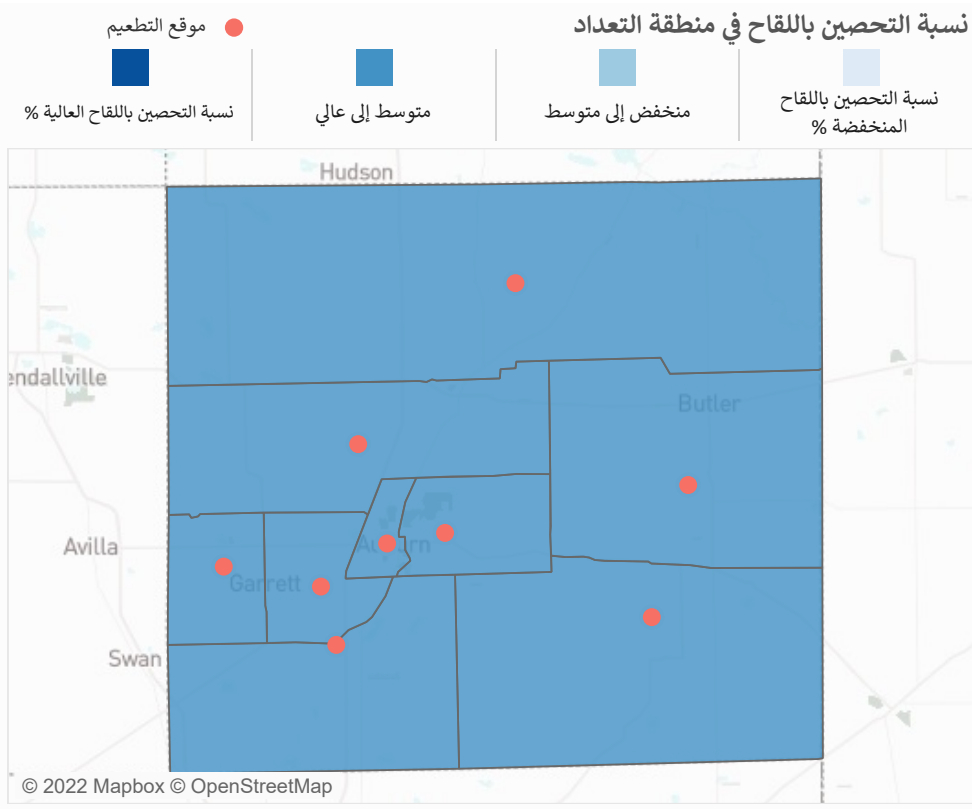 نسبة التحصين باللقاح في منطقة التعداد
موقع التطعيم
نسبة التحصين باللقاح
المنخفضة %
منخفض إلى متوسط
متوسط إلى عالي
نسبة التحصين باللقاح العالية %
Hudson
endallville
Butler
Avilla
Auburn
Garrett
Swan
© 2022 Mapbox © OpenStreetMap